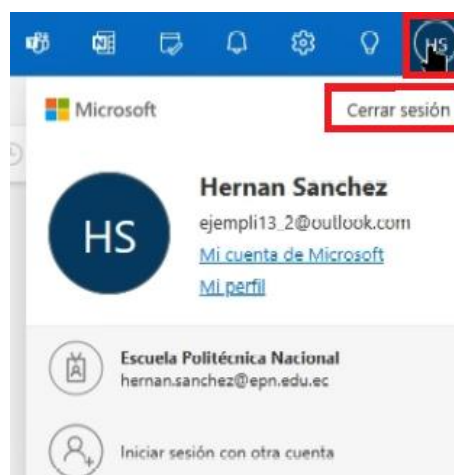 HS
Microsoft
Cerrar sesión
HS
Hernan Sanchez
ejempli13_2@outlook.com
Mi cuenta de Microsoft
Mi perfil
Escuela Politécnica Nacional
hernan.sanchez@epn.edu.ec
Iniciar sesión con otra cuenta